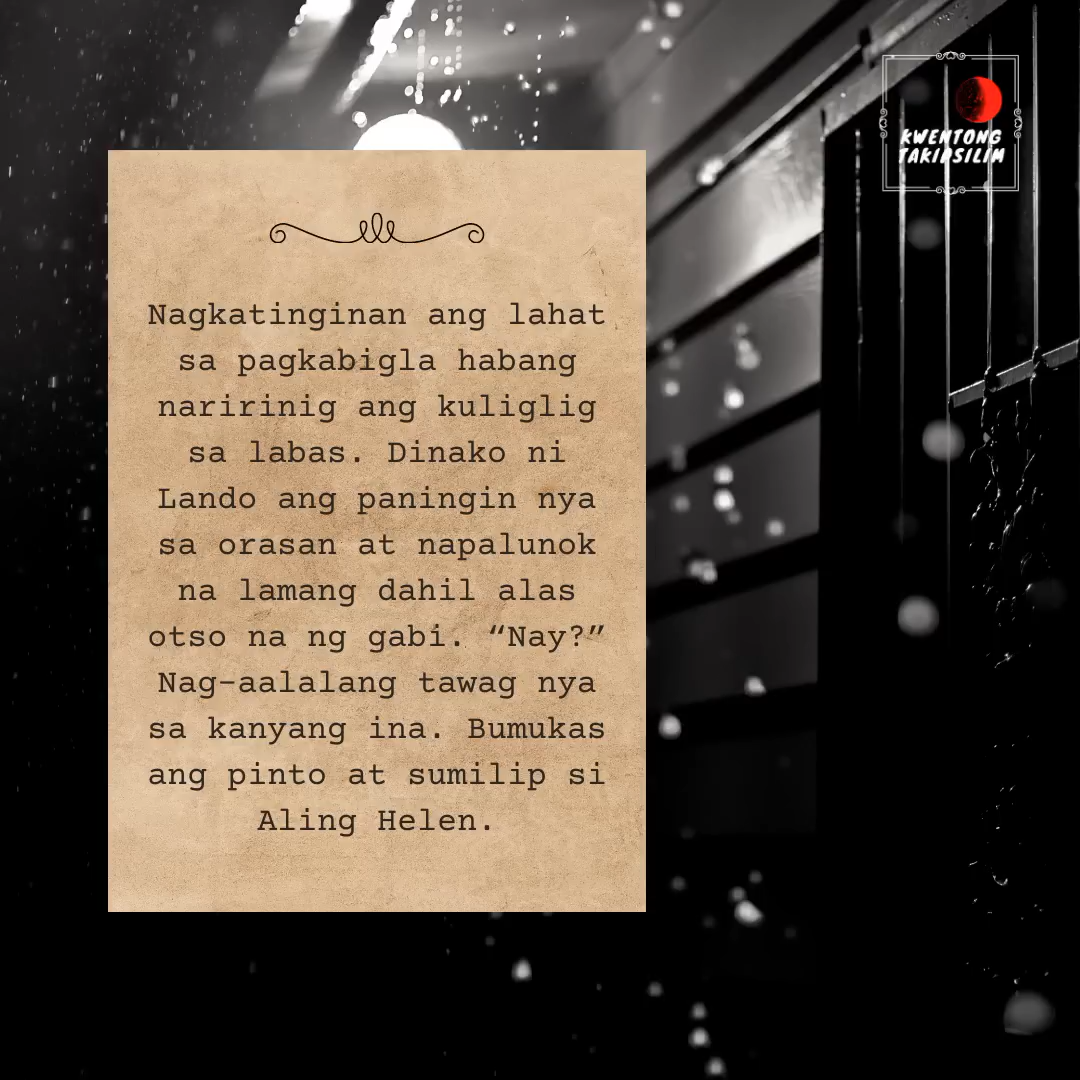 KWENTONG
TAKIPSILIM
Nagkatinginan ang lahat
sa pagkabigla habang
naririnig ang kuliglig
sa labas. Dinako ni
Lando ang paningin nya
sa orasan at napalunok
na lamang dahil alas
otso na ng gabi. “Nay?”
Nag-aalalang tawag nya
sa kanyang ina. Bumukas
ang pinto at sumilip si
Aling Helen.